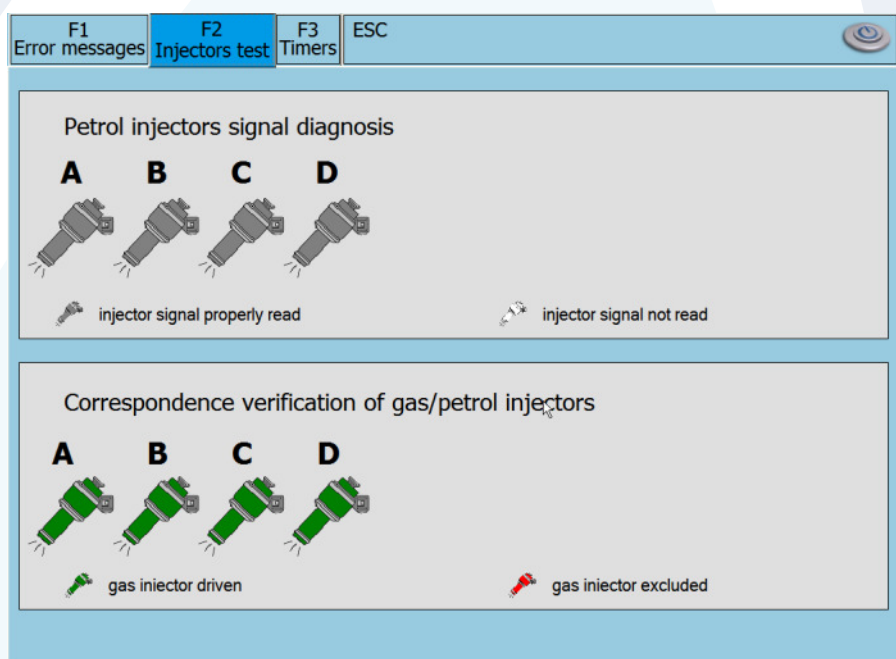 F1
Error messages
F2
Injectors test
F3
Timers
ESC
Petrol injectors signal diagnosis
A B C D
injector signal properly read
injector signal not read
Correspondence verification of gas/petrol injectors
A B C D
gas iniector driven
gas iniector excluded